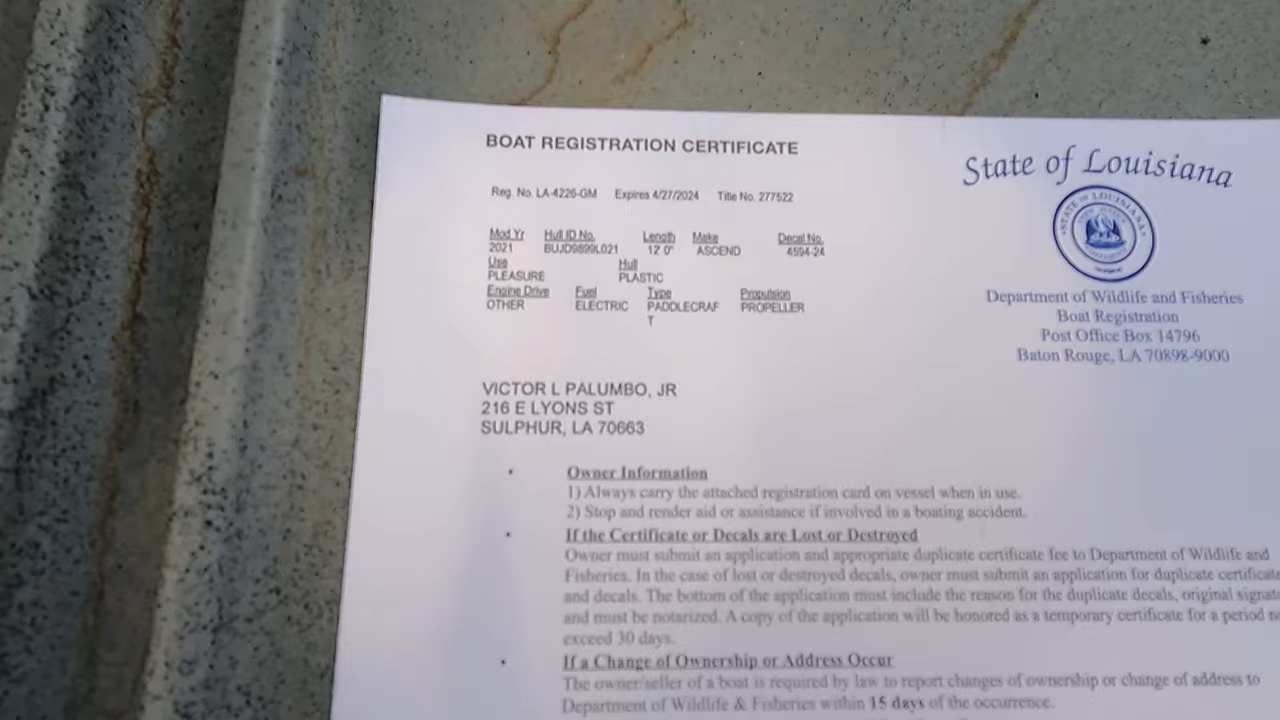 BOAT REGISTRATION CERTIFICATE
State of Louisiana
Reg. No. LA-4226-GM Expires 4/27/2024 Title No. 277522
STATE OF LOUISIANA
Mod Yr Hull ID No. Length Make Decal No.
2021 BUJD9899L021 12' 0" ASCEND 4594-24
Use Hull
PLEASURE PLASTIC
Engine Drive Fuel Type Propulsion
OTHER ELECTRIC PADDLECRAF PROPELLER
T
Department of Wildlife and Fisheries
Boat Registration
Post Office Box 14796
Baton Rouge, LA 70898-9000
VICTOR L PALUMBO, JR
216 E LYONS ST
SULPHUR, LA 70663
• Owner Information
1) Always carry the attached registration card on vessel when in use.
2) Stop and render aid or assistance if involved in a boating accident.
• If the Certificate or Decals are Lost or Destroyed
Owner must submit an application and appropriate duplicate certificate fee to Department of Wildlife and
Fisheries. In the case of lost or destroyed decals, owner must submit an application for duplicate certificate
and decals. The bottom of the application must include the reason for the duplicate decals, original
and must be notarized. A copy of the application will be honored as a temporary certificate for a period
exceed 30 days.
• If a Change of Ownership or Address Occur
The owner/seller of a boat is required by law to report changes of ownership or change of address to
Department of Wildlife & Fisheries within 15 days of the occurrence.